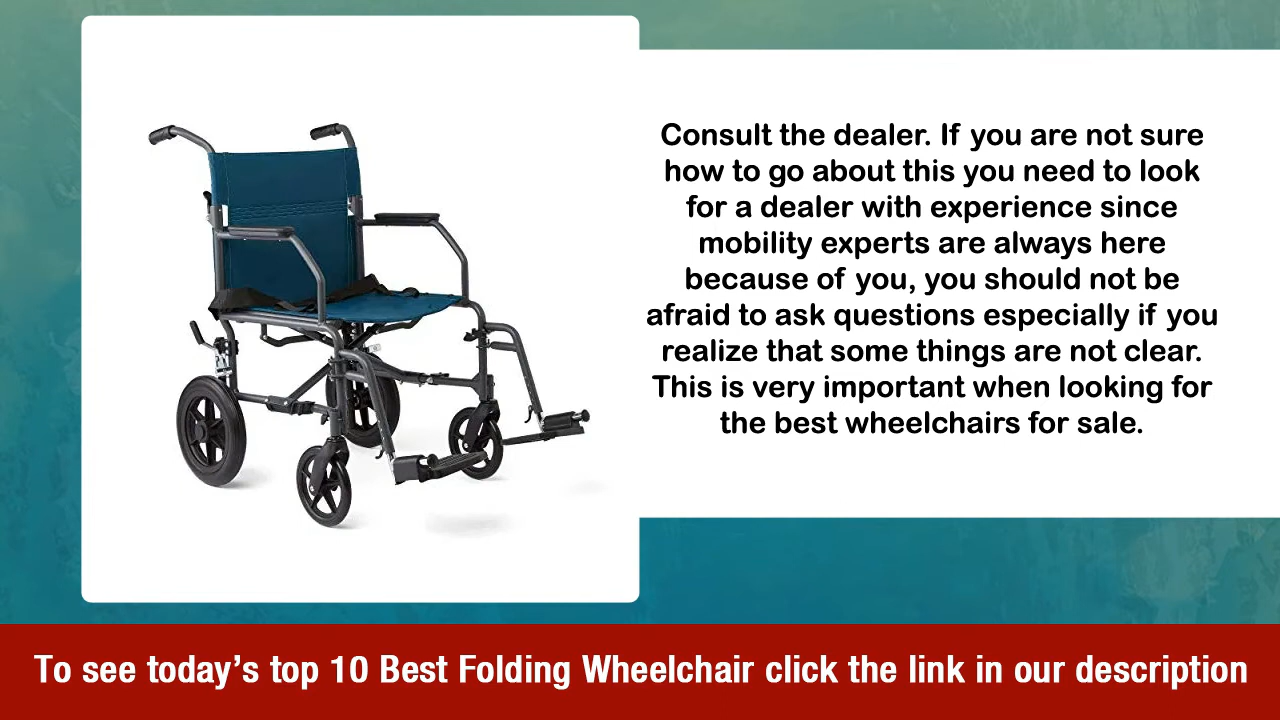 Consult the dealer. If you are not sure
how to go about this you need to look
for a dealer with experience since
mobility experts are always here
because of you, you should not be
afraid to ask questions especially if you
realize that some things are not clear.
This is very important when looking for
the best wheelchairs for sale.
To see today’s top 10 Best Folding Wheelchair click the link in our description